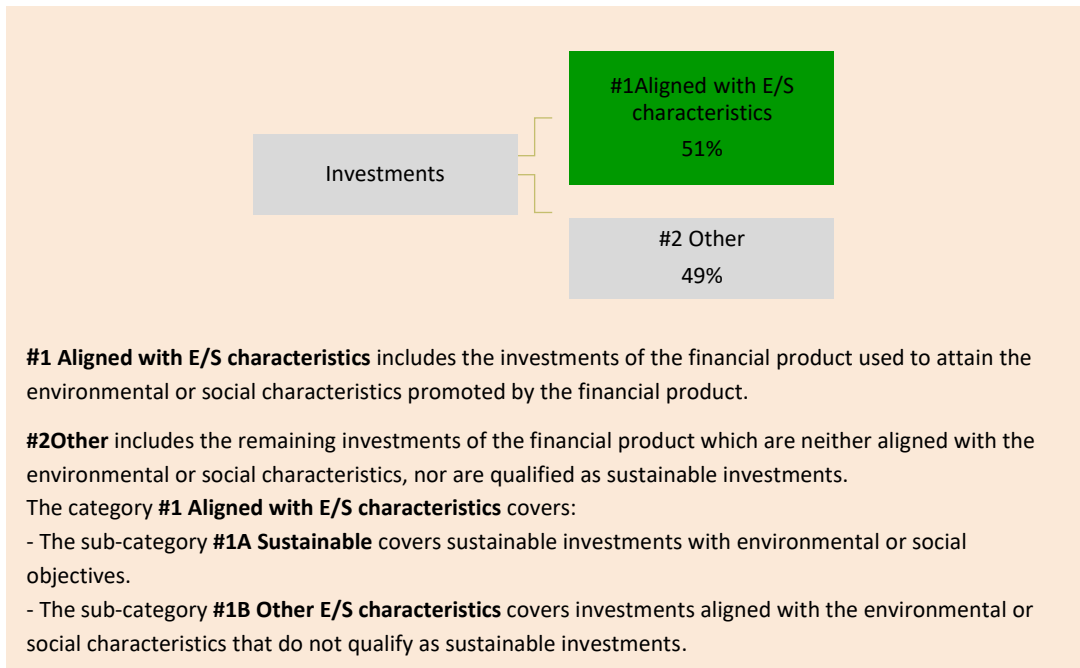 #1Aligned with E/S
characteristics
51%
Investments
#2 Other
49%
#1 Aligned with E/S characteristics includes the investments of the financial product used to attain the
environmental or social characteristics promoted by the financial product.
#2Other includes the remaining investments of the financial product which are neither aligned with the
environmental or social characteristics, nor are qualified as sustainable investments.
The category #1 Aligned with E/S characteristics covers:
- The sub-category #1A Sustainable covers sustainable investments with environmental or social
objectives.
- The sub-category #1B Other E/S characteristics covers investments aligned with the environmental or
social characteristics that do not qualify as sustainable investments.